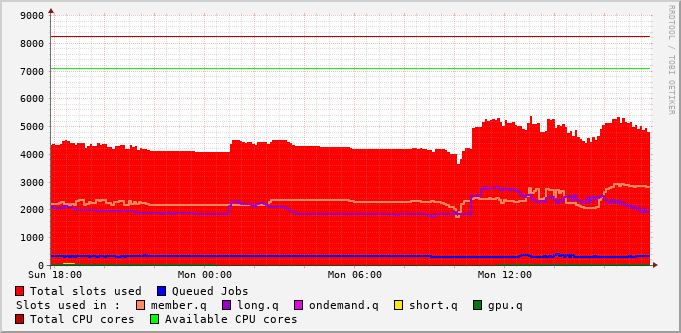 9000
8000
7000
6000
5000
4000
3000
2000
1000
0
Sun 18:00 Mon 00:00 Mon 06:00 Mon 12:00
RRDTOOL / TOBI OETIKER
Total slots used Queued Jobs
Slots used in : member.q long.q ondemand.q short.q gpu.q
Total CPU cores Available CPU cores